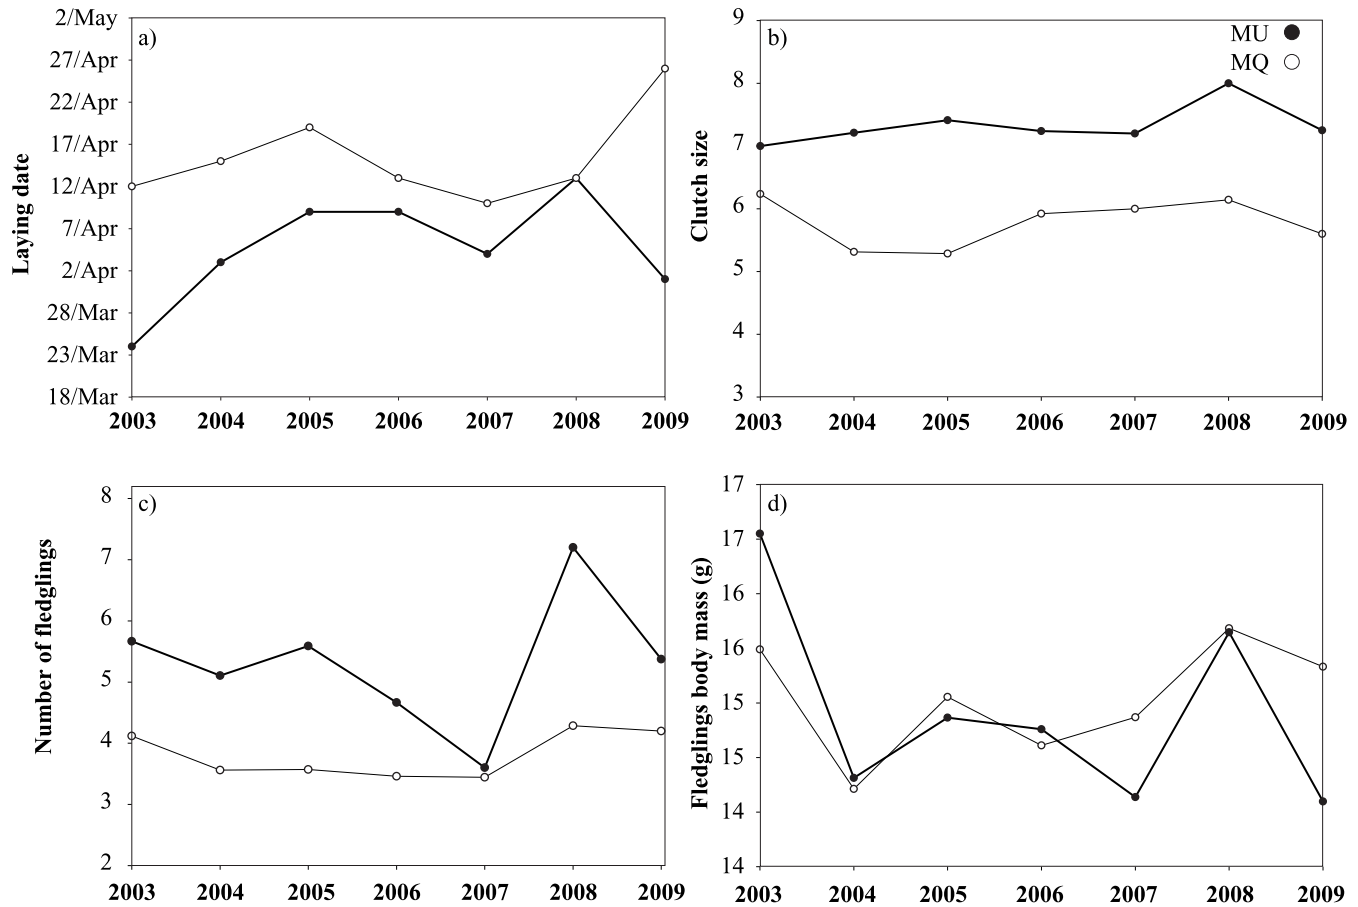 a)
2/May
27/Apr
22/Apr
17/Apr
12/Apr
7/Apr
2/Apr
28/Mar
23/Mar
18/Mar
Laying date
2003 2004 2005 2006 2007 2008 2009
b)
MU
MQ
9
8
7
6
5
4
3
Clutch size
2003 2004 2005 2006 2007 2008 2009
c)
8
7
6
5
4
3
2
Number of fledglings
2003 2004 2005 2006 2007 2008 2009
d)
17
17
16
16
15
15
14
14
Fledglings body mass (g)
2003 2004 2005 2006 2007 2008 2009